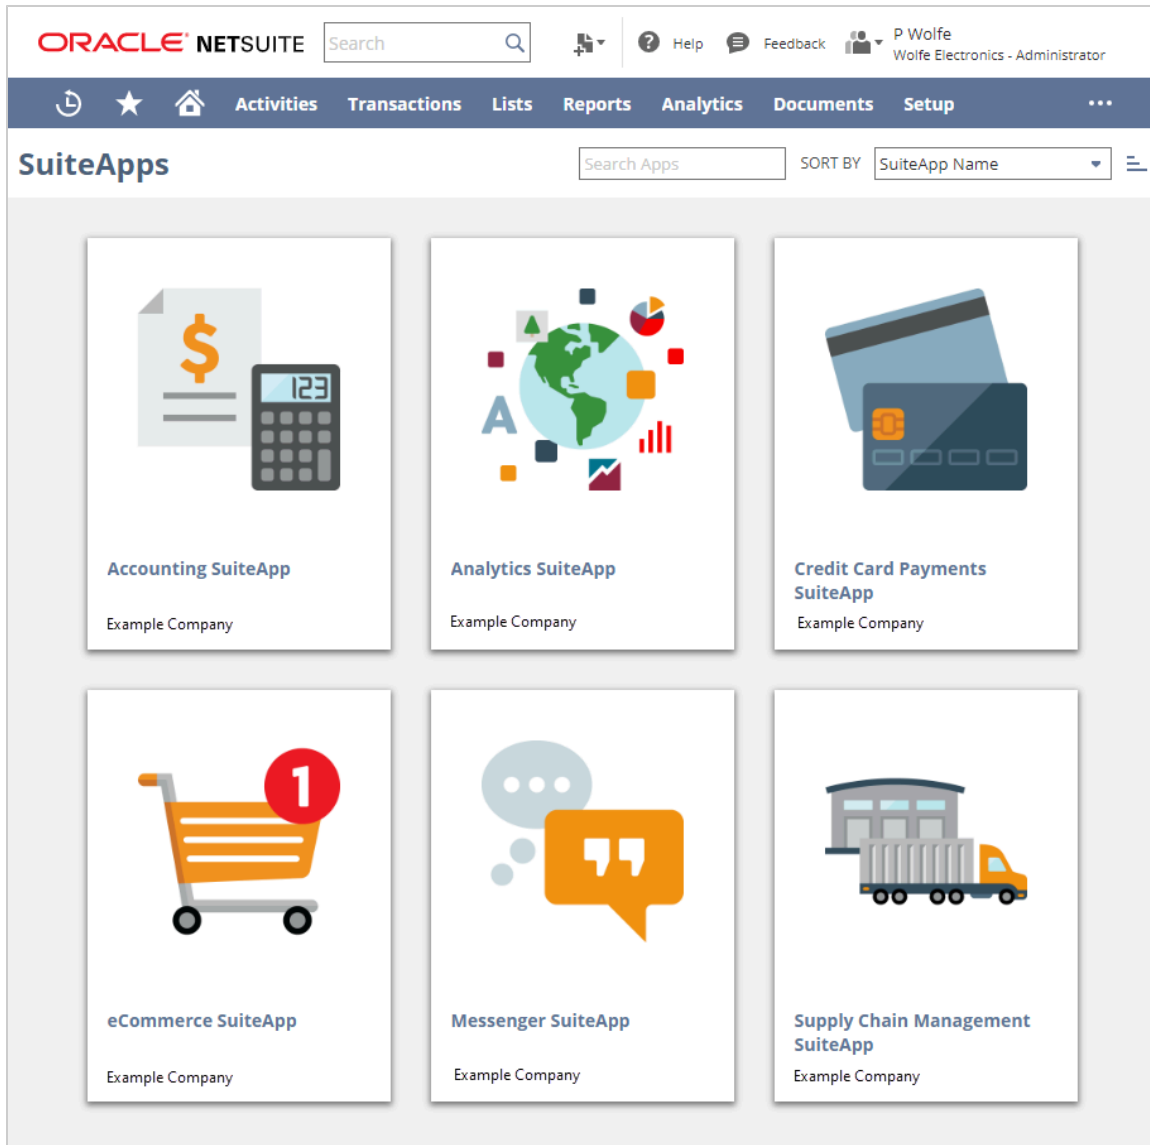 ORACLE NETSUITE
Search
Help
Feedback
P Wolfe
Wolfe Electronics - Administrator
Activities
Transactions
Lists
Reports
Analytics
Documents
Setup
SuiteApps
Search Apps
SORT BY
SuiteApp Name
$
123
A
Accounting SuiteApp
Example Company
Analytics SuiteApp
Example Company
Credit Card Payments
SuiteApp
Example Company
1
eCommerce SuiteApp
Example Company
Messenger SuiteApp
Example Company
Supply Chain Management
SuiteApp
Example Company